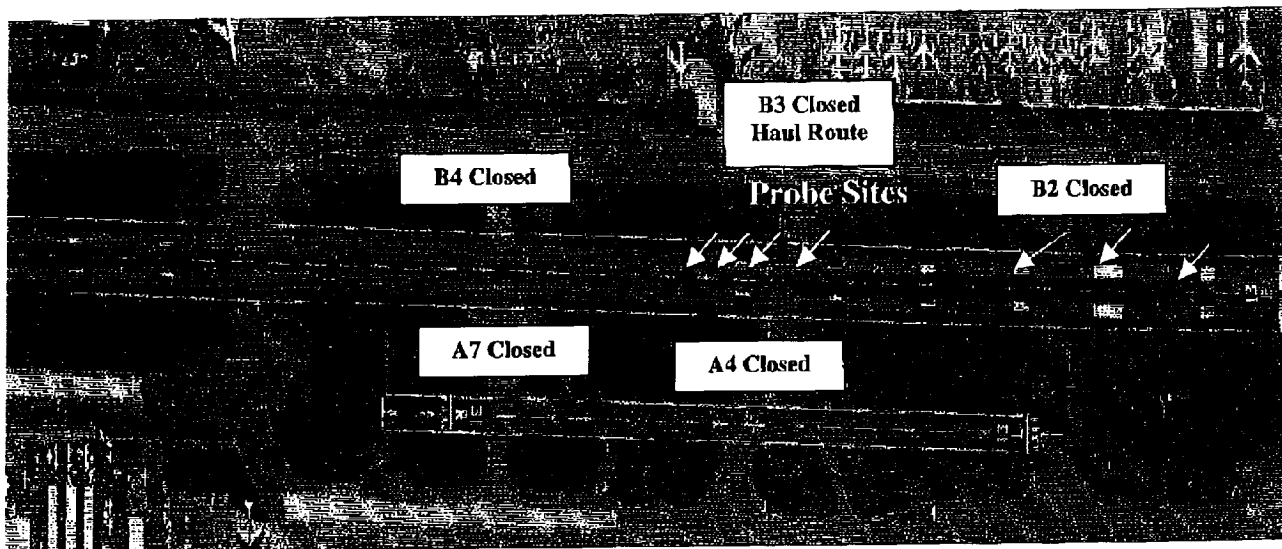 B3 Closed
Haul Route
B4 Closed
Probe Sites
B2 Closed
A7 Closed
A4 Closed